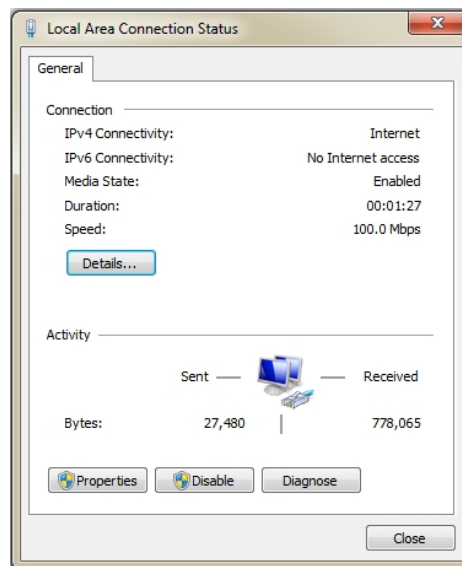 Local Area Connection Status
General
Connection
IPv4 Connectivity: Internet
IPv6 Connectivity: No Internet access
Media State: Enabled
Duration: 00:01:27
Speed: 100.0 Mbps
Details...
Activity
Sent Received
Bytes: 27,480 778,065
Properties Disable Diagnose
Close